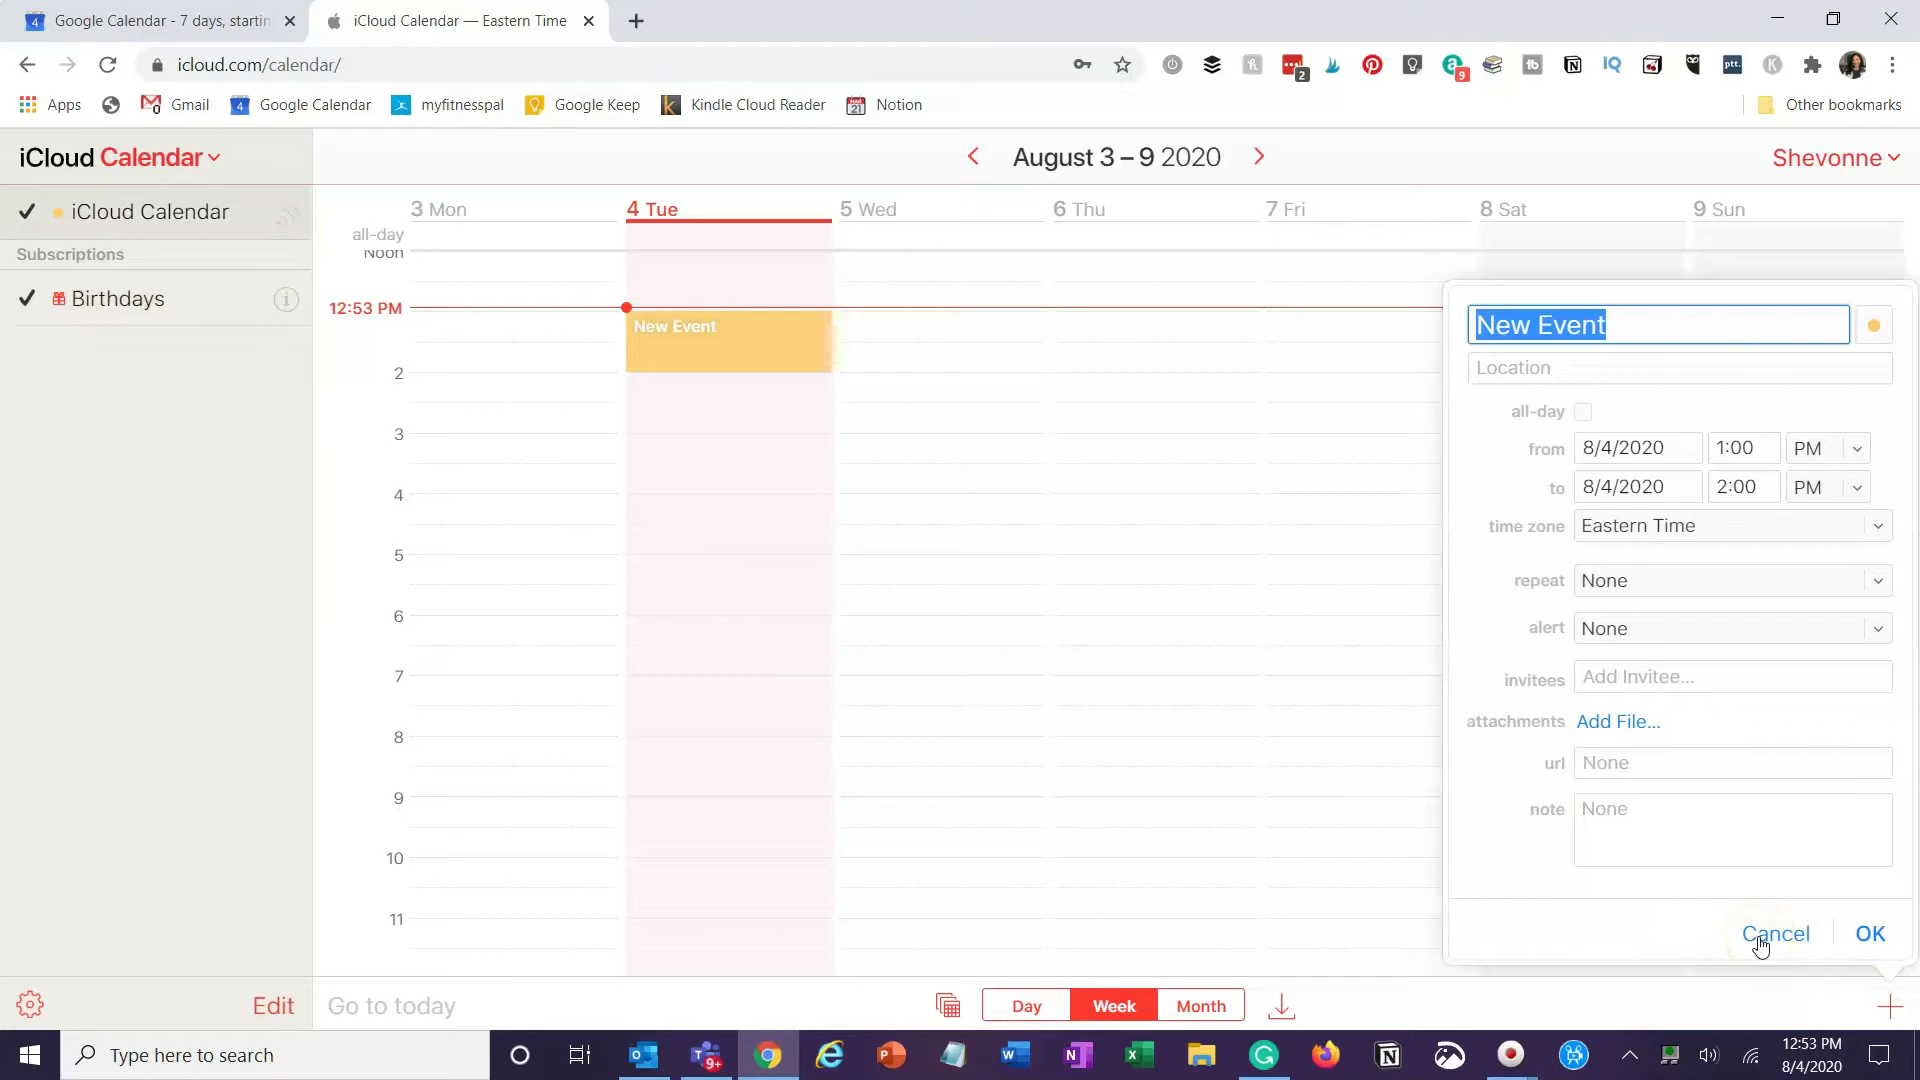 Google Calendar - 7 days, startin
iCloud Calendar — Eastern Time
icloud.com/calendar/
2
9
ptt.
IQ
Apps
Gmail
Google Calendar
myfitnesspal
Google Keep
Kindle Cloud Reader
Notion
Other bookmarks
iCloud Calendar
August 3 – 9 2020
Shevonne
iCloud Calendar
Subscriptions
Birthdays
3 Mon
4 Tue
5 Wed
6 Thu
7 Fri
8 Sat
9 Sun
all-day
Noon
12:53 PM
New Event
2
3
4
5
6
7
8
9
10
11
New Event
Location
all-day
from 8/4/2020 1:00 PM
to 8/4/2020 2:00 PM
time zone Eastern Time
repeat None
alert None
invitees Add Invitee...
attachments Add File...
url None
note None
Cancel
OK
Edit
Go to today
Day
Week
Month
Type here to search
9+
12:53 PM
8/4/2020